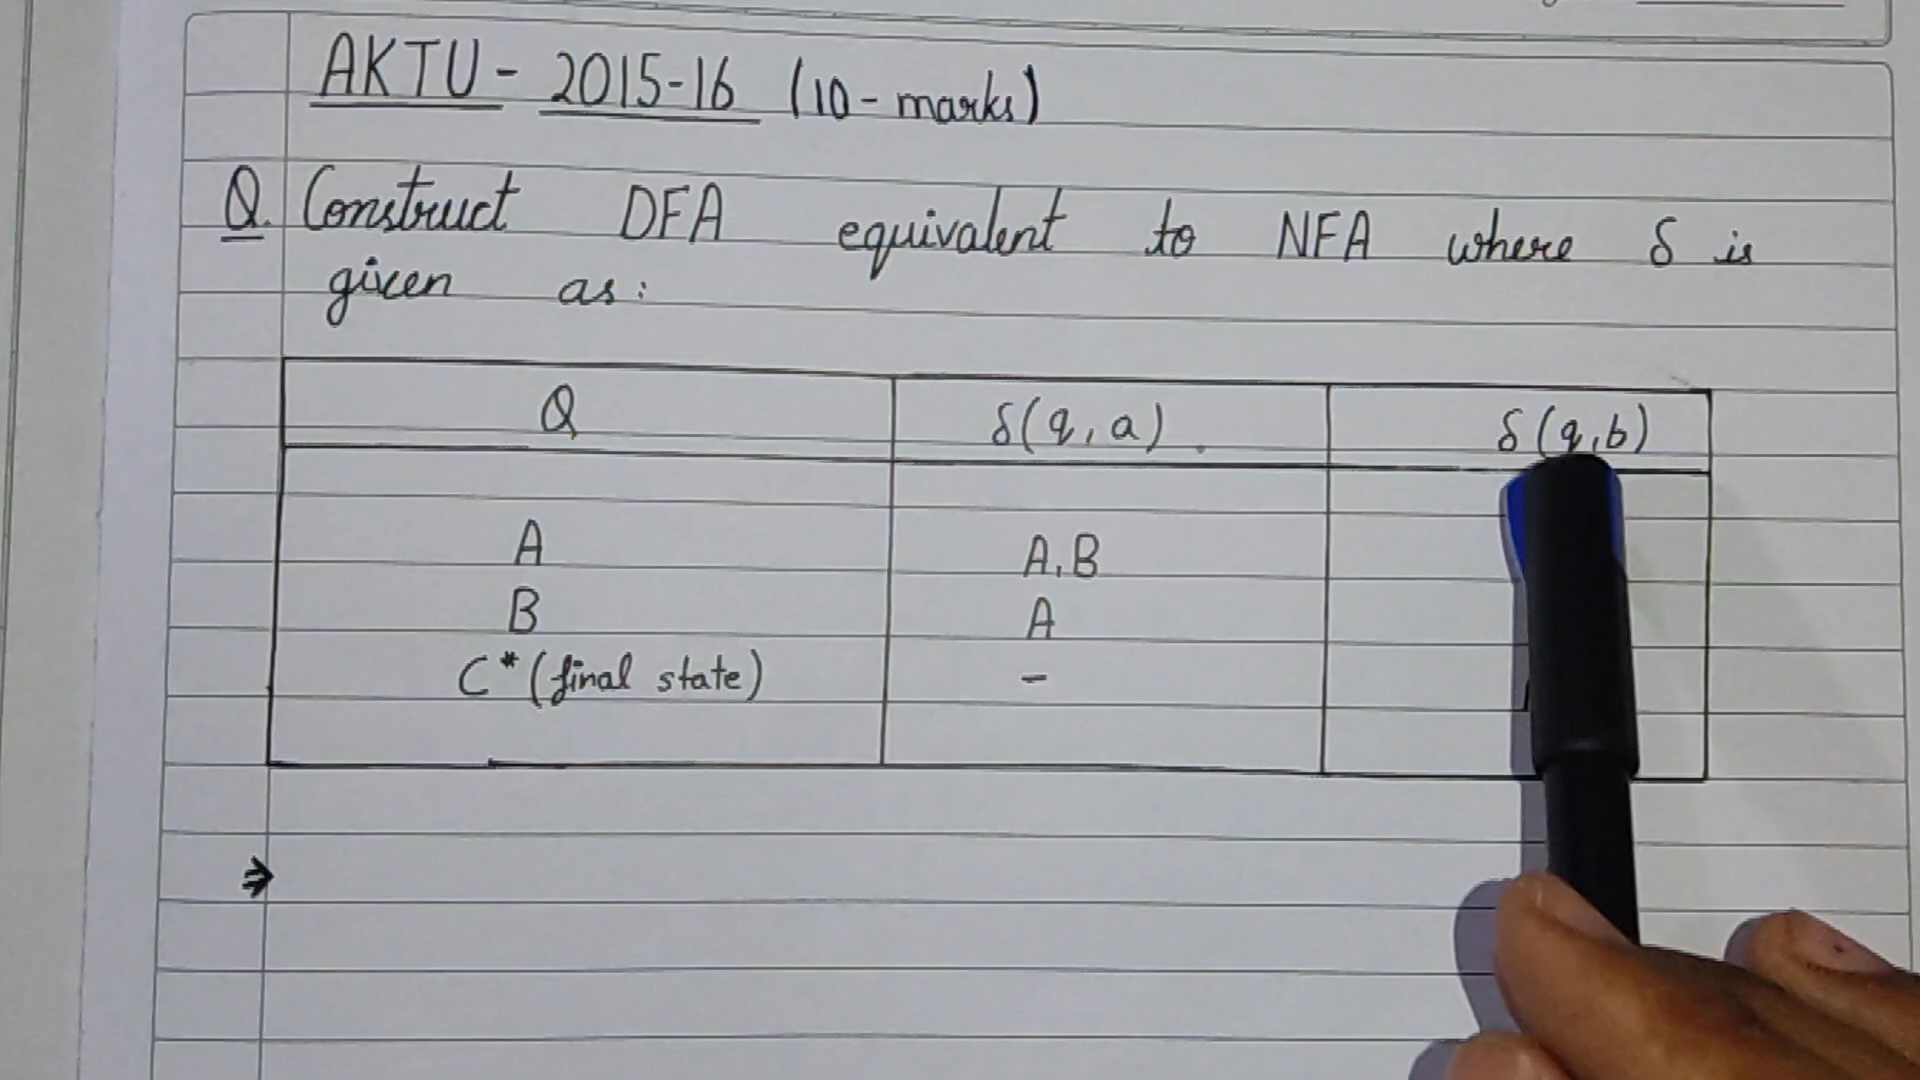 AKTU - 2015-16 (10-marks)
Q. Construct DFA equivalent to NFA where δ is
given as:
Q δ(q,a) δ(q,b)
A A,B
B A
C* (final state) -
⇒